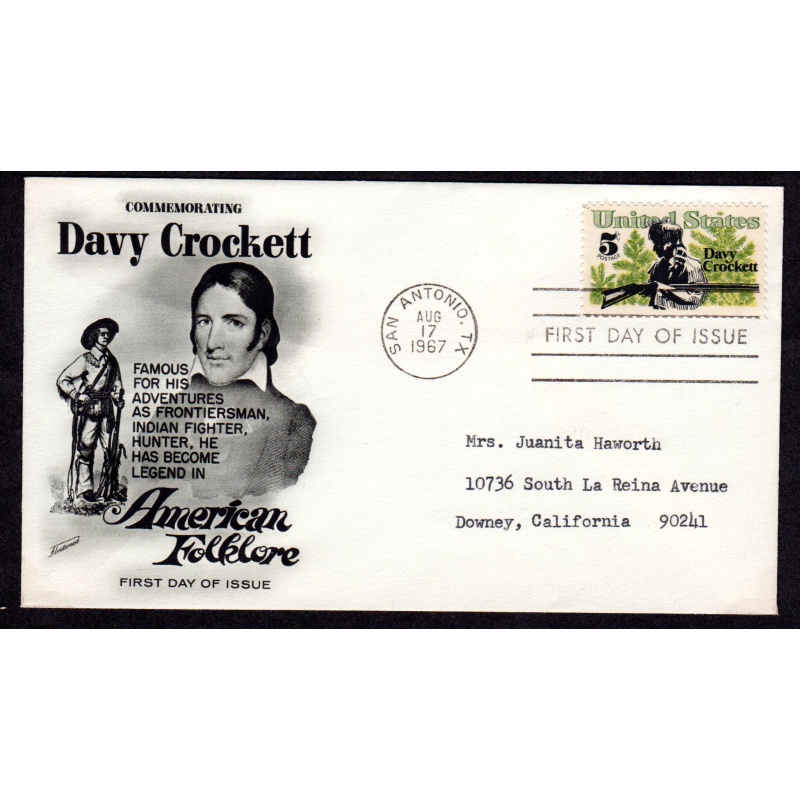 COMMEMORATING
Davy Crockett
FAMOUS
FOR HIS
ADVENTURES
AS FRONTIERSMAN,
INDIAN FIGHTER,
HUNTER, HE
HAS BECOME
LEGEND IN
American
Folklore
Fleetwood
FIRST DAY OF ISSUE
SAN ANTONIO, TX
AUG
17
1967
United States
5c
POSTAGE
Davy
Crockett
FIRST DAY OF ISSUE
Mrs. Juanita Haworth
10736 South La Reina Avenue
Downey, California 90241